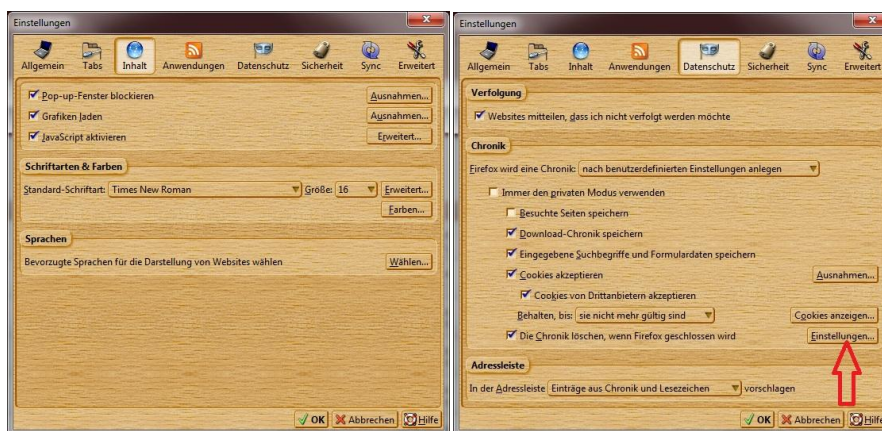 Einstellungen
Allgemein Tabs Inhalt Anwendungen Datenschutz Sicherheit Sync Erweitert
Pop-up-Fenster blockieren Ausnahmen...
Grafiken laden Ausnahmen...
JavaScript aktivieren Erweitert...
Schriftarten & Farben
Standard-Schriftart: Times New Roman Größe: 16 Erweitert...
Farben...
Sprachen
Bevorzugte Sprachen für die Darstellung von Websites wählen Wählen...
OK Abbrechen Hilfe
Einstellungen
Allgemein Tabs Inhalt Anwendungen Datenschutz Sicherheit Sync Erweitert
Verfolgung
Websites mitteilen, dass ich nicht verfolgt werden möchte
Chronik
Firefox wird eine Chronik: nach benutzerdefinierten Einstellungen anlegen
Immer den privaten Modus verwenden
Besuchte Seiten speichern
Download-Chronik speichern
Eingegebene Suchbegriffe und Formulardaten speichern
Cookies akzeptieren Ausnahmen...
Cookies von Drittanbietern akzeptieren
Behalten, bis: sie nicht mehr gültig sind Cookies anzeigen...
Die Chronik löschen, wenn Firefox geschlossen wird Einstellungen...
Adressleiste
In der Adressleiste Einträge aus Chronik und Lesezeichen vorschlagen
OK Abbrechen Hilfe